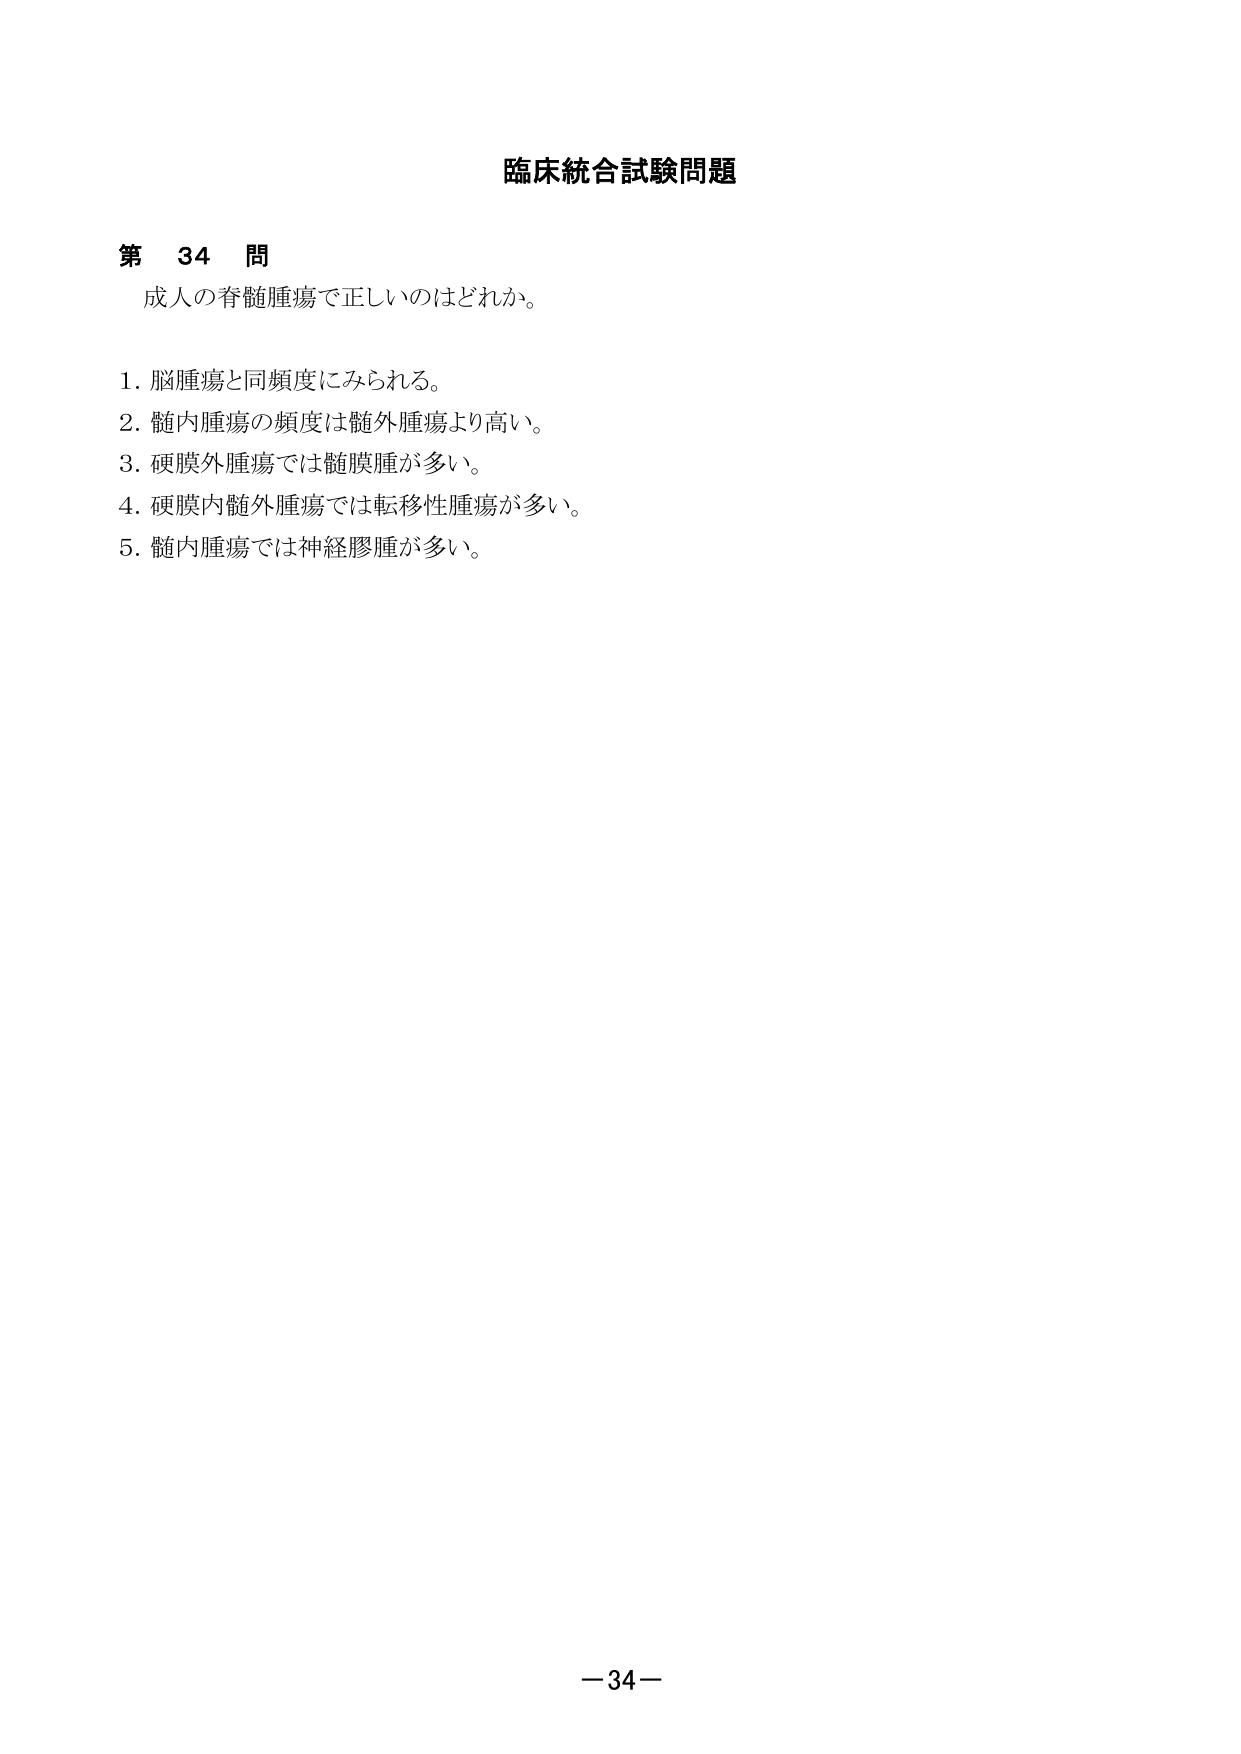 臨床統合試験問題
第 34 問
成人の脊髄腫瘍で正しいのはどれか。
1. 脳腫瘍と同頻度にみられる。
2. 髄内腫瘍の頻度は髄外腫瘍より高い。
3. 硬膜外腫瘍では髄膜腫が多い。
4. 硬膜内髄外腫瘍では転移性腫瘍が多い。
5. 髄内腫瘍では神経膠腫が多い。
－34－